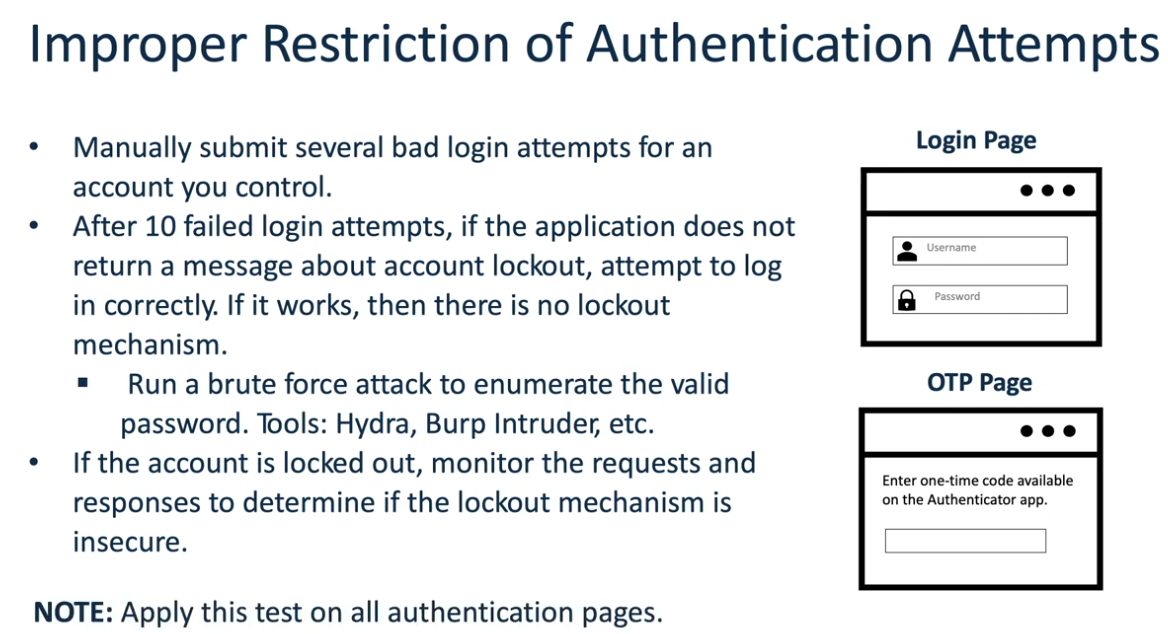 Improper Restriction of Authentication Attempts
• Manually submit several bad login attempts for an
account you control.
• After 10 failed login attempts, if the application does not
return a message about account lockout, attempt to log
in correctly. If it works, then there is no lockout
mechanism.
▪ Run a brute force attack to enumerate the valid
password. Tools: Hydra, Burp Intruder, etc.
• If the account is locked out, monitor the requests and
responses to determine if the lockout mechanism is
insecure.
NOTE: Apply this test on all authentication pages.
Login Page
Username
Password
OTP Page
Enter one-time code available
on the Authenticator app.